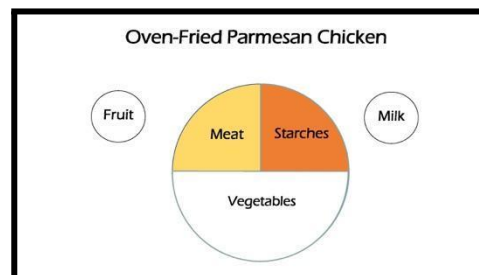 Oven-Fried Parmesan Chicken
Fruit
Meat
Starches
Milk
Vegetables